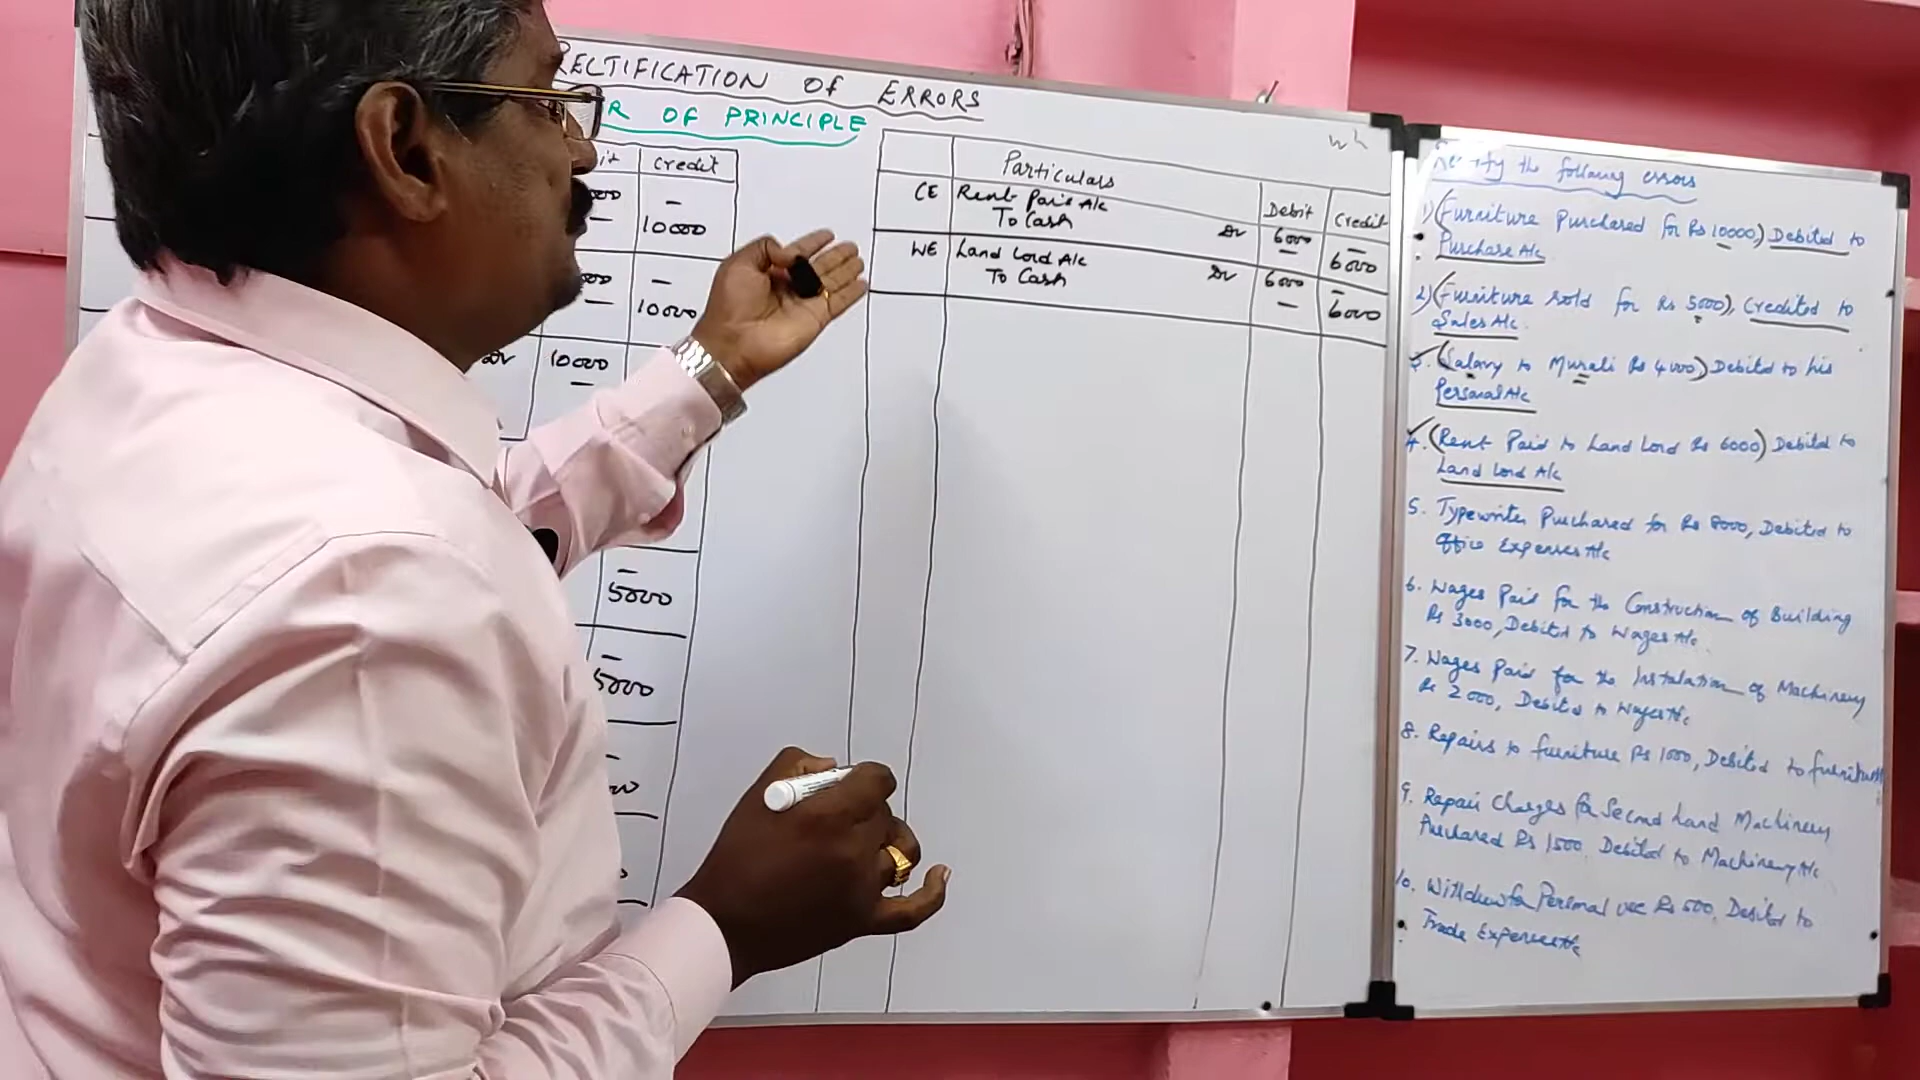 RECTIFICATION Of ERRORS
R OF PRINCIPLE
Credit
-
10000
-
10000
Dr 10000
-
-
5000
-
5000
-
Particulars Debit Credit
CE Rent Paid A/c Dr 6000 -
To Cash - 6000
WE Land Lord A/c Dr 6000 -
To Cash - 6000
Wh
Rectify the following errors
1) (Furniture Purchased for Rs 10000) Debited to
Purchase A/c
2) (Furniture sold for Rs 5000), Credited to
Sales A/c.
3. (Salary to Murali Rs 4000) Debited to his
Personal A/c
4. (Rent Paid to Land Lord Rs 6000) Debited to
Land Lord A/c
5. Typewriter Purchased for Rs 8000, Debited to
Office Expenses A/c
6. Wages Paid for the Construction of Building
Rs 3000, Debited to Wages A/c.
7. Wages Paid for the Instalation of Machinery
Rs 2000, Debited to Wages A/c
8. Repairs to furniture Rs 1000, Debited to furniture
9. Repair Charges for Second Land Machinery
Purchased Rs 1500. Debited to Machinery A/c
10. Withdrew for Personal use Rs 500, Debited to
Trade Expenses A/c